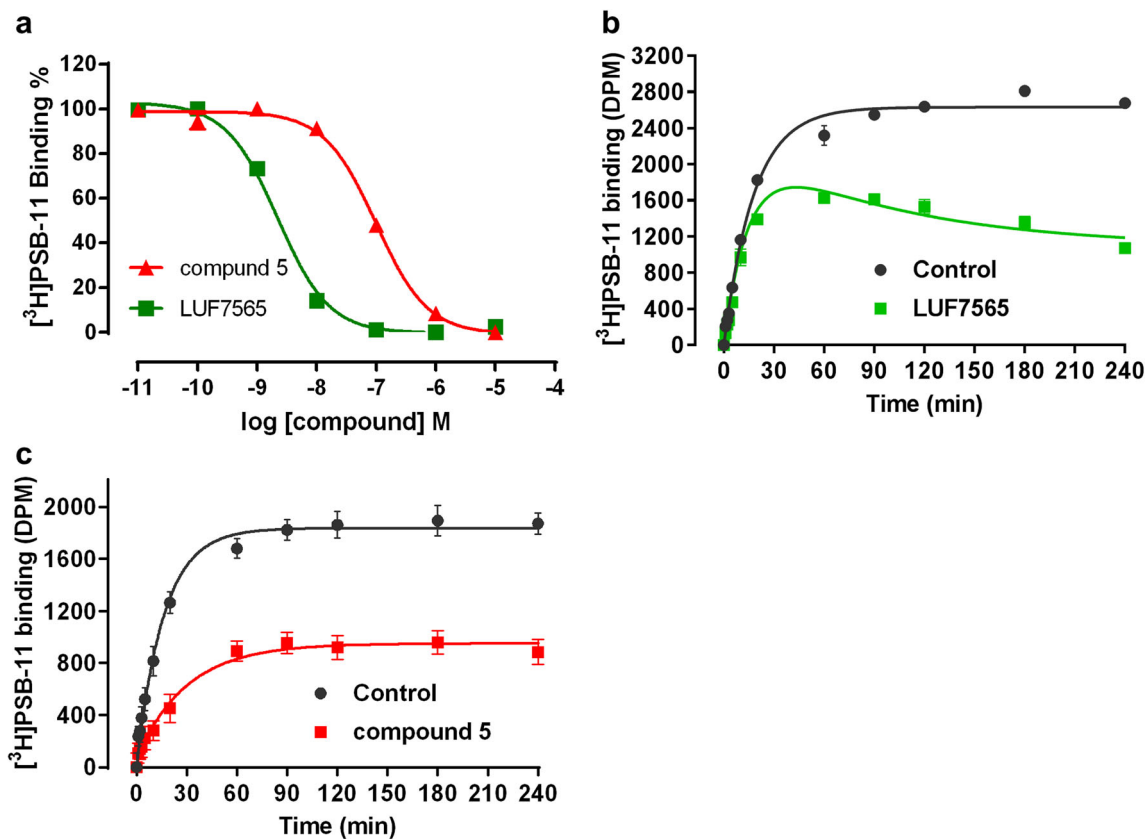 a
[³H]PSB-11 Binding %
120
100
80
60
40
20
0
compund 5
LUF7565
-11 -10 -9 -8 -7 -6 -5 -4
log [compound] M
b
[³H]PSB-11 binding (DPM)
3200
2800
2400
2000
1600
1200
800
400
0
Control
LUF7565
0 30 60 90 120 150 180 210 240
Time (min)
c
[³H]PSB-11 binding (DPM)
2000
1600
1200
800
400
0
Control
compound 5
0 30 60 90 120 150 180 210 240
Time (min)